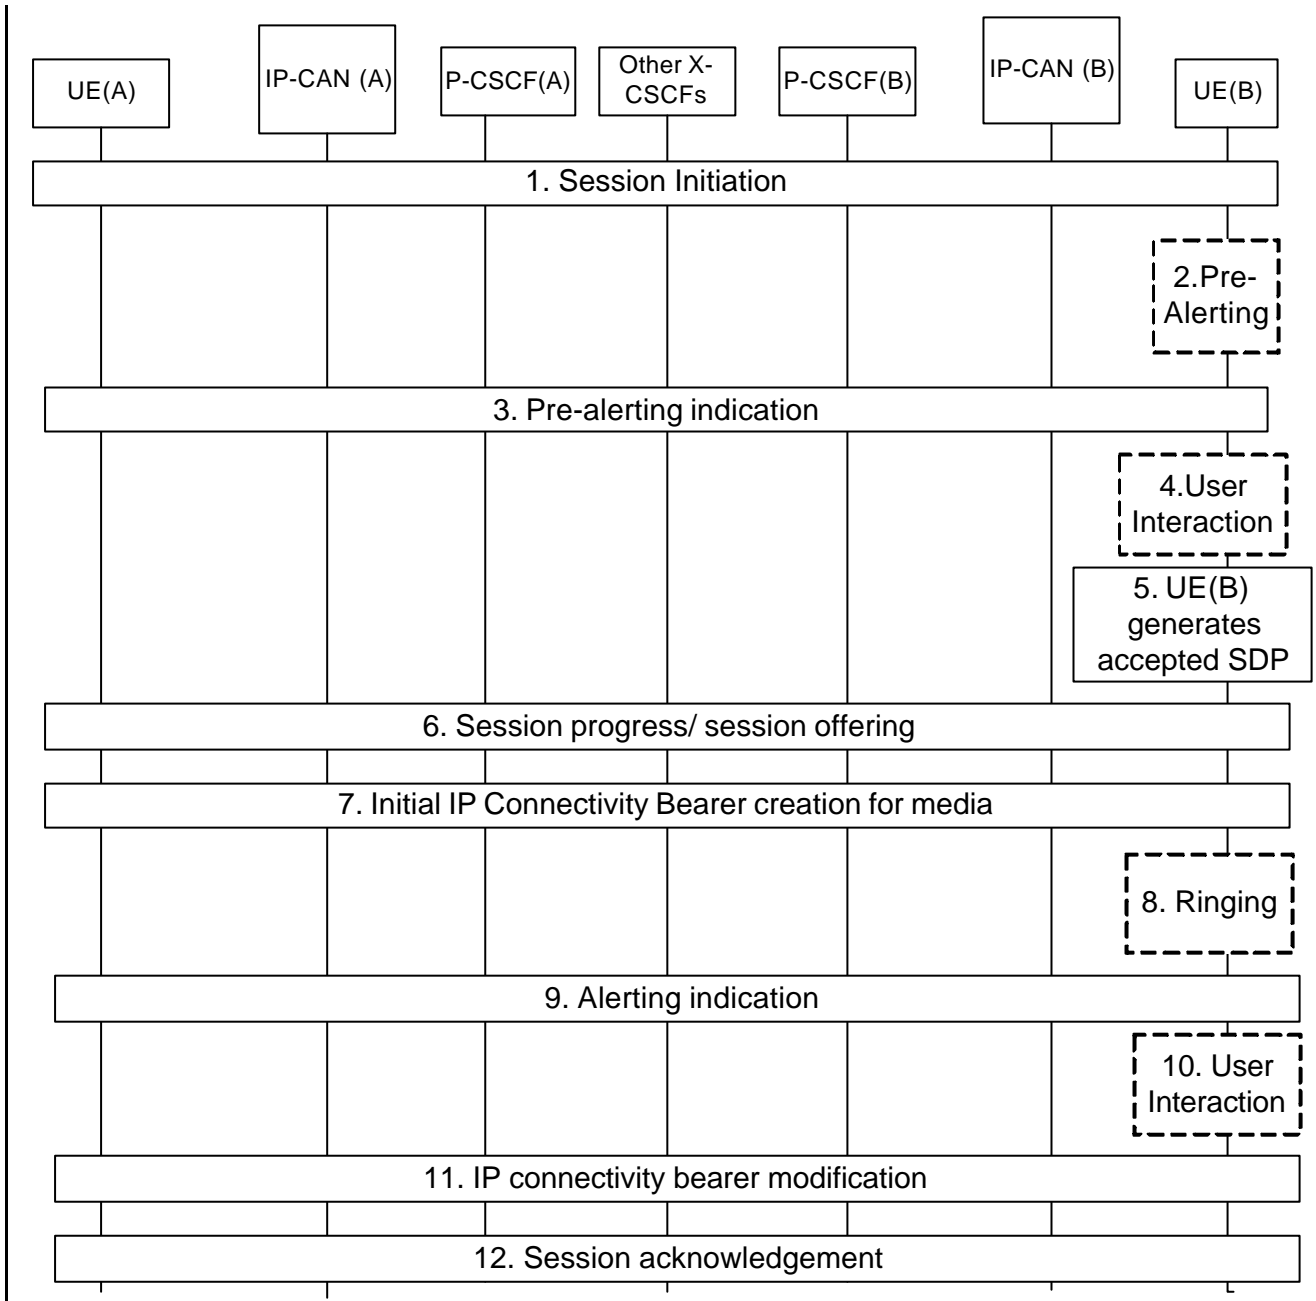 UE(A)
IP-CAN (A)
P-CSCF(A)
Other X-
CSCFs
P-CSCF(B)
IP-CAN (B)
UE(B)
1. Session Initiation
2.Pre-
Alerting
3. Pre-alerting indication
4.User
Interaction
5. UE(B)
generates
accepted SDP
6. Session progress/ session offering
7. Initial IP Connectivity Bearer creation for media
8. Ringing
9. Alerting indication
10. User
Interaction
11. IP connectivity bearer modification
12. Session acknowledgement